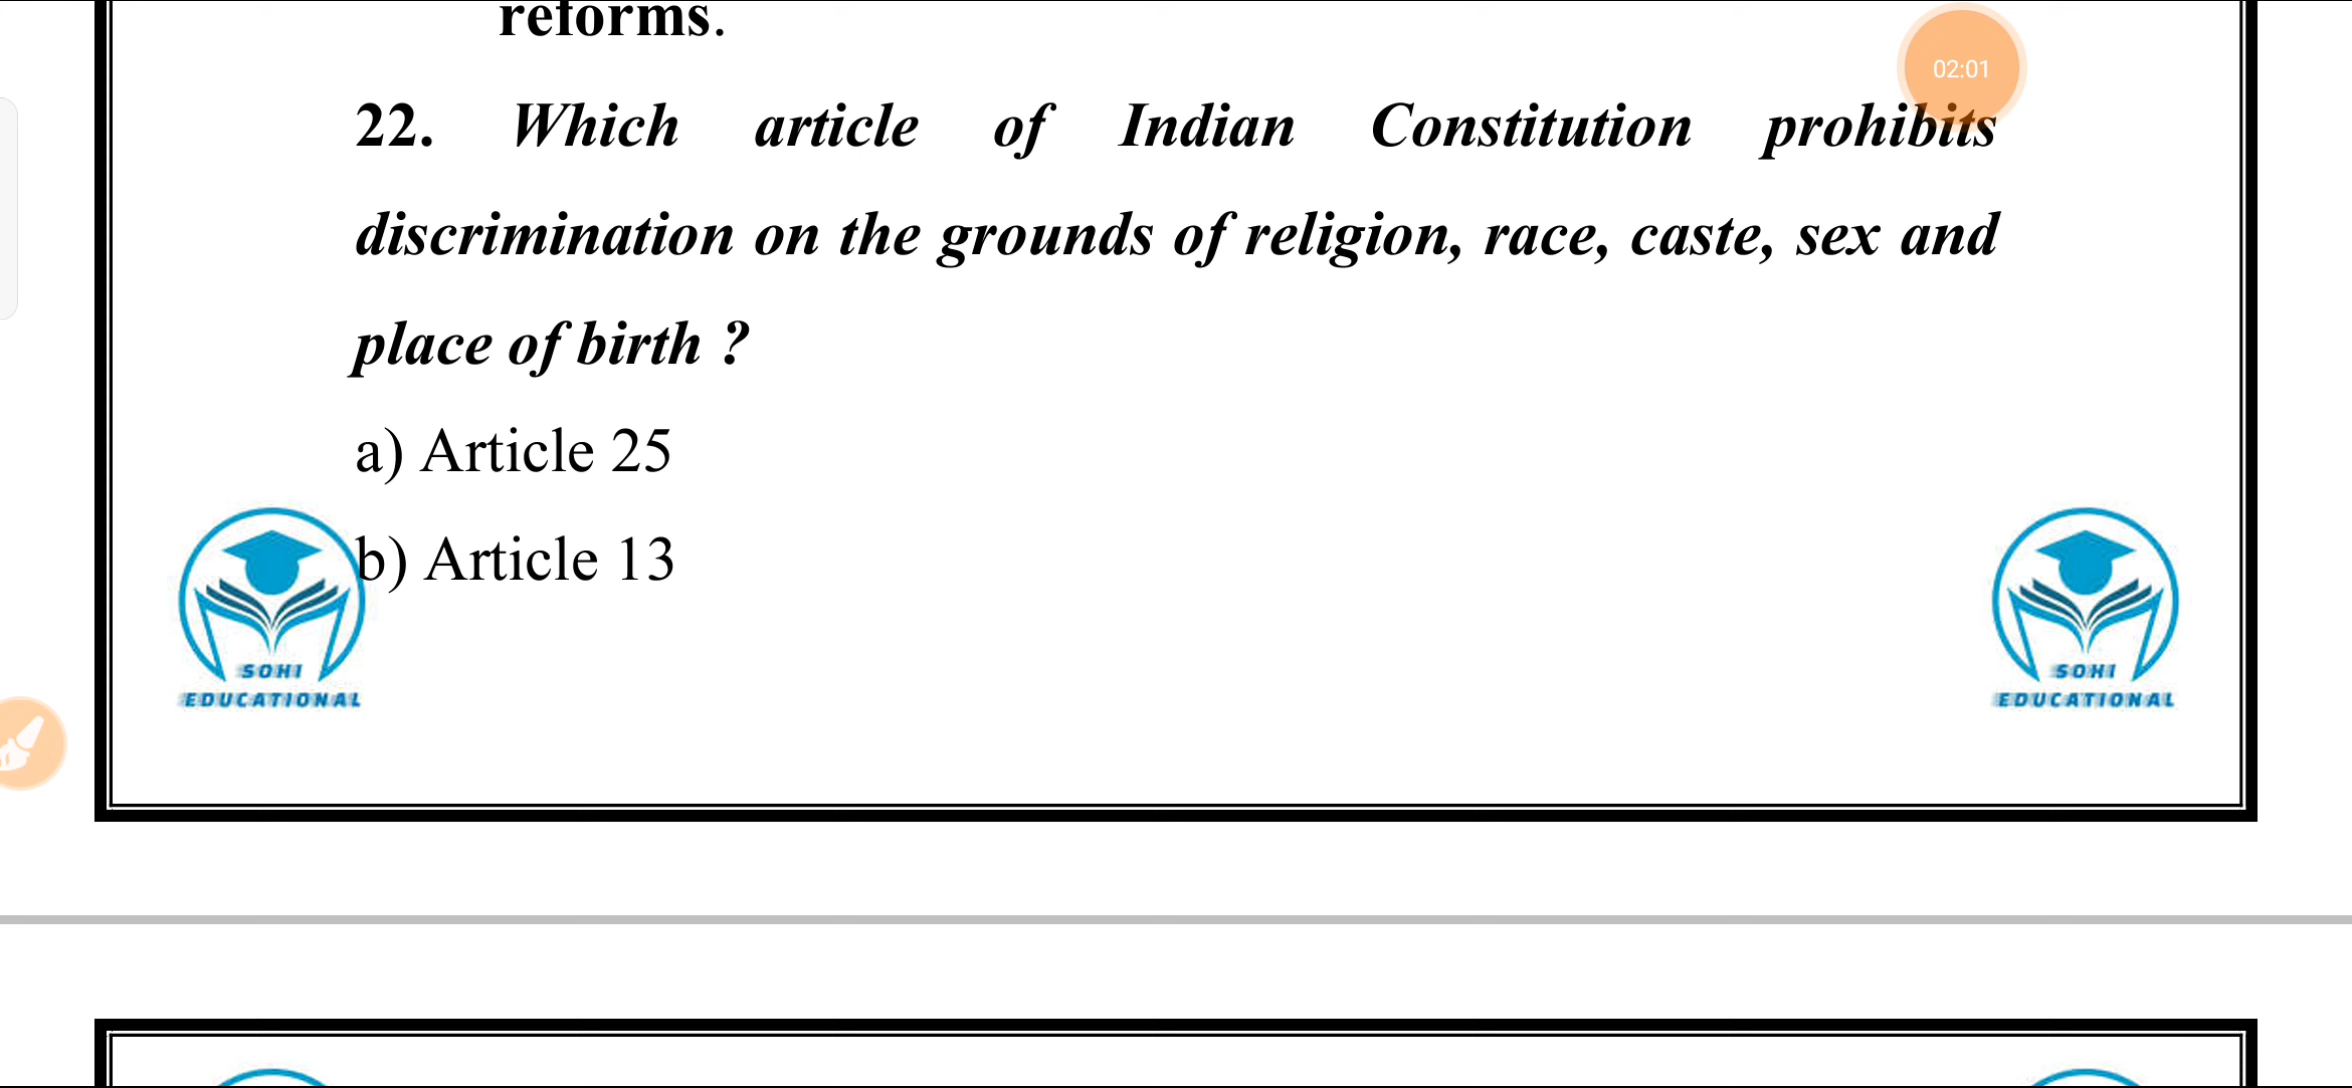 reforms.
02:01
22. Which article of Indian Constitution prohibits
discrimination on the grounds of religion, race, caste, sex and
place of birth ?
a) Article 25
b) Article 13
SOHI
EDUCATIONAL
SOHI
EDUCATIONAL